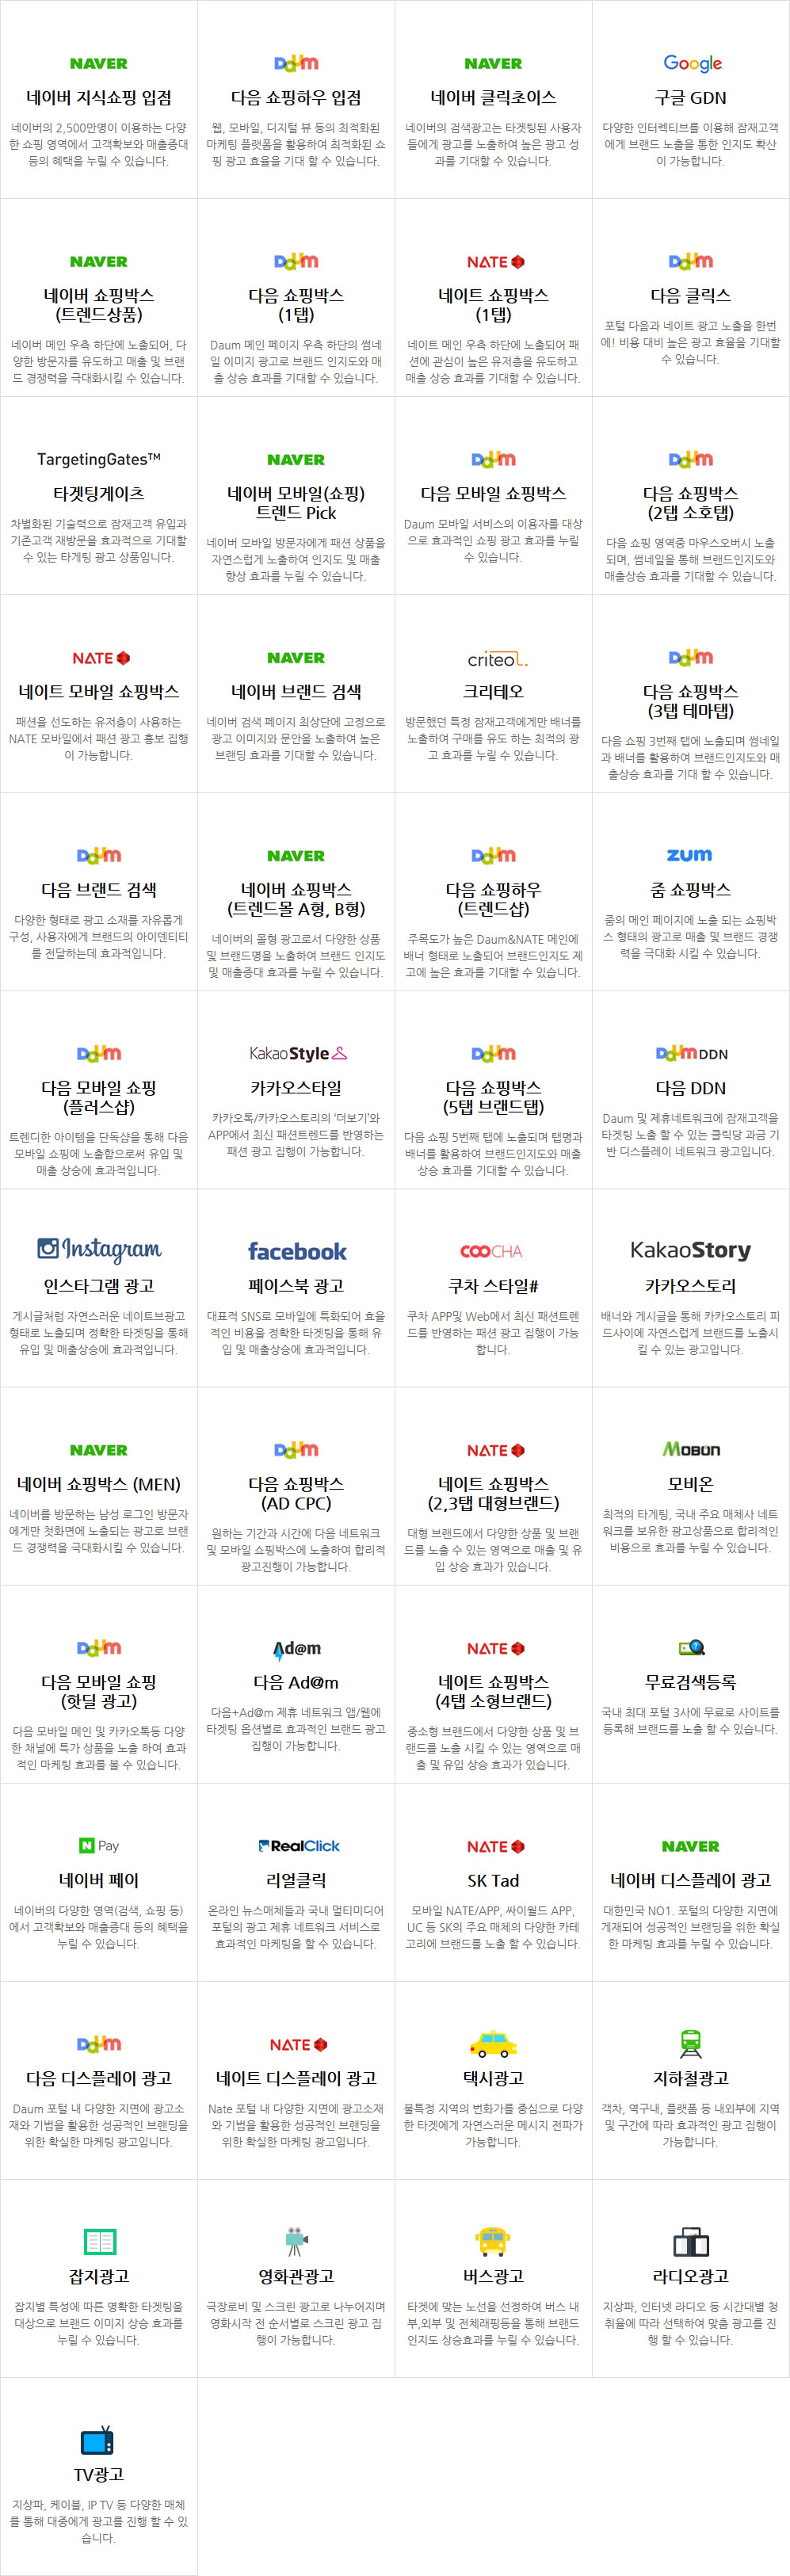 NAVER
네이버 지식쇼핑 입점
네이버의 2,500만명이 이용하는 다양
한 쇼핑 영역에서 고객확보와 매출증대
등의 혜택을 누릴 수 있습니다.
Daum
다음 쇼핑하우 입점
웹, 모바일, 디지털 뷰 등의 최적화된
마케팅 플랫폼을 활용하여 최적화된 쇼
핑 광고 효율을 기대 할 수 있습니다.
NAVER
네이버 클릭초이스
네이버의 검색광고는 타겟팅된 사용자
들에게 광고를 노출하여 높은 광고 성
과를 기대할 수 있습니다.
Google
구글 GDN
다양한 인터렉티브를 이용해 잠재고객
에게 브랜드 노출을 통한 인지도 확산
이 가능합니다.
NAVER
네이버 쇼핑박스
(트렌드상품)
네이버 메인 우측 하단에 노출되어, 다
양한 방문자를 유도하고 매출 및 브랜
드 경쟁력을 극대화시킬 수 있습니다.
Daum
다음 쇼핑박스
(1탭)
Daum 메인 페이지 우측 하단의 썸네
일 이미지 광고로 브랜드 인지도와 매
출 상승 효과를 기대할 수 있습니다.
NATE
네이트 쇼핑박스
(1탭)
네이트 메인 우측 하단에 노출되어 패
션에 관심이 높은 유저층을 유도하고
매출 상승 효과를 기대할 수 있습니다.
Daum
다음 클릭스
포털 다음과 네이트 광고 노출을 한번
에! 비용 대비 높은 광고 효율을 기대할
수 있습니다.
TargetingGates™
타겟팅게이츠
차별화된 기술력으로 잠재고객 유입과
기존고객 재방문을 효과적으로 기대할
수 있는 타게팅 광고 상품입니다.
NAVER
네이버 모바일(쇼핑)
트렌드 Pick
네이버 모바일 방문자에게 패션 상품을
자연스럽게 노출하여 인지도 및 매출
향상 효과를 누릴 수 있습니다.
Daum
다음 모바일 쇼핑박스
Daum 모바일 서비스의 이용자를 대상
으로 효과적인 쇼핑 광고 효과를 누릴
수 있습니다.
Daum
다음 쇼핑박스
(2탭 소호탭)
다음 쇼핑 영역중 마우스오버시 노출
되며, 썸네일을 통해 브랜드인지도와
매출상승 효과를 기대할 수 있습니다.
NATE
네이트 모바일 쇼핑박스
패션을 선도하는 유저층이 사용하는
NATE 모바일에서 패션 광고 홍보 집행
이 가능합니다.
NAVER
네이버 브랜드 검색
네이버 검색 페이지 최상단에 고정으로
광고 이미지와 문안을 노출하여 높은
브랜딩 효과를 기대할 수 있습니다.
criteo
크리테오
방문했던 특정 잠재고객에게만 배너를
노출하여 구매를 유도 하는 최적의 광
고 효과를 누릴 수 있습니다.
Daum
다음 쇼핑박스
(3탭 테마탭)
다음 쇼핑 3번째 탭에 노출되며 썸네일
과 배너를 활용하여 브랜드인지도와 매
출상승 효과를 기대 할 수 있습니다.
Daum
다음 브랜드 검색
다양한 형태로 광고 소재를 자유롭게
구성, 사용자에게 브랜드의 아이덴티티
를 전달하는데 효과적입니다.
NAVER
네이버 쇼핑박스
(트렌드몰 A형, B형)
네이버의 몰형 광고로서 다양한 상품
및 브랜드명을 노출하여 브랜드 인지도
및 매출증대 효과를 누릴 수 있습니다.
Daum
다음 쇼핑하우
(트렌드샵)
주목도가 높은 Daum&NATE 메인에
배너 형태로 노출되어 브랜드인지도 제
고에 높은 효과를 기대할 수 있습니다.
zum
줌 쇼핑박스
줌의 메인 페이지에 노출 되는 쇼핑박
스 형태의 광고로 매출 및 브랜드 경쟁
력을 극대화 시킬 수 있습니다.
Daum
다음 모바일 쇼핑
(플러스샵)
트렌디한 아이템을 단독샵을 통해 다음
모바일 쇼핑에 노출함으로써 유입 및
매출 상승에 효과적입니다.
KakaoStyle
카카오스타일
카카오톡/카카오스토리의 '더보기'와
APP에서 최신 패션트렌드를 반영하는
패션 광고 집행이 가능합니다.
Daum
다음 쇼핑박스
(5탭 브랜드탭)
다음 쇼핑 5번째 탭에 노출되며 탭명과
배너를 활용하여 브랜드인지도와 매출
상승 효과를 기대할 수 있습니다.
Daum DDN
다음 DDN
Daum 및 제휴네트워크에 잠재고객을
타겟팅 노출 할 수 있는 클릭당 과금 기
반 디스플레이 네트워크 광고입니다.
Instagram
인스타그램 광고
게시글처럼 자연스러운 네이트브광고
형태로 노출되며 정확한 타겟팅을 통해
유입 및 매출상승에 효과적입니다.
facebook
페이스북 광고
대표적 SNS로 모바일에 특화되어 효율
적인 비용을 정확한 타겟팅을 통해 유
입 및 매출상승에 효과적입니다.
COOCHA
쿠차 스타일#
쿠차 APP및 Web에서 최신 패션트렌
드를 반영하는 패션 광고 집행이 가능
합니다.
KakaoStory
카카오스토리
배너와 게시글을 통해 카카오스토리 피
드사이에 자연스럽게 브랜드를 노출시
킬 수 있는 광고입니다.
NAVER
네이버 쇼핑박스 (MEN)
네이버를 방문하는 남성 로그인 방문자
에게만 첫화면에 노출되는 광고로 브랜
드 경쟁력을 극대화시킬 수 있습니다.
Daum
다음 쇼핑박스
(AD CPC)
원하는 기간과 시간에 다음 네트워크
및 모바일 쇼핑박스에 노출하여 합리적
광고진행이 가능합니다.
NATE
네이트 쇼핑박스
(2,3탭 대형브랜드)
대형 브랜드에서 다양한 상품 및 브랜
드를 노출 수 있는 영역으로 매출 및 유
입 상승 효과가 있습니다.
MOBON
모비온
최적의 타게팅, 국내 주요 매체사 네트
워크를 보유한 광고상품으로 합리적인
비용으로 효과를 누릴 수 있습니다.
Daum
다음 모바일 쇼핑
(핫딜 광고)
다음 모바일 메인 및 카카오톡등 다양
한 채널에 특가 상품을 노출 하여 효과
적인 마케팅 효과를 볼 수 있습니다.
Ad@m
다음 Ad@m
다음+Ad@m 제휴 네트워크 앱/웹에
타겟팅 옵션별로 효과적인 브랜드 광고
집행이 가능합니다.
NATE
네이트 쇼핑박스
(4탭 소형브랜드)
중소형 브랜드에서 다양한 상품 및 브
랜드를 노출 시킬 수 있는 영역으로 매
출 및 유입 상승 효과가 있습니다.
무료검색등록
국내 최대 포털 3사에 무료로 사이트를
등록해 브랜드를 노출 할 수 있습니다.
N Pay
네이버 페이
네이버의 다양한 영역(검색, 쇼핑 등)
에서 고객확보와 매출증대 등의 혜택을
누릴 수 있습니다.
RealClick
리얼클릭
온라인 뉴스매체들과 국내 멀티미디어
포털의 광고 제휴 네트워크 서비스로
효과적인 마케팅을 할 수 있습니다.
NATE
SK Tad
모바일 NATE/APP, 싸이월드 APP,
UC 등 SK의 주요 매체의 다양한 카테
고리에 브랜드를 노출 할 수 있습니다.
NAVER
네이버 디스플레이 광고
대한민국 NO1. 포털의 다양한 지면에
게재되어 성공적인 브랜딩을 위한 확실
한 마케팅 효과를 누릴 수 있습니다.
Daum
다음 디스플레이 광고
Daum 포털 내 다양한 지면에 광고소
재와 기법을 활용한 성공적인 브랜딩을
위한 확실한 마케팅 광고입니다.
NATE
네이트 디스플레이 광고
Nate 포털 내 다양한 지면에 광고소재
와 기법을 활용한 성공적인 브랜딩을
위한 확실한 마케팅 광고입니다.
택시광고
불특정 지역의 번화가를 중심으로 다양
한 타겟에게 자연스러운 메시지 전파가
가능합니다.
지하철광고
객차, 역구내, 플랫폼 등 내외부에 지역
및 구간에 따라 효과적인 광고 집행이
가능합니다.
잡지광고
잡지별 특성에 따른 명확한 타겟팅을
대상으로 브랜드 이미지 상승 효과를
누릴 수 있습니다.
영화관광고
극장로비 및 스크린 광고로 나누어지며
영화시작 전 순서별로 스크린 광고 집
행이 가능합니다.
버스광고
타겟에 맞는 노선을 선정하여 버스 내
부,외부 및 전체래핑등을 통해 브랜드
인지도 상승효과를 누릴 수 있습니다.
라디오광고
지상파, 인터넷 라디오 등 시간대별 청
취율에 따라 선택하여 맞춤 광고를 진
행 할 수 있습니다.
TV광고
지상파, 케이블, IP TV 등 다양한 매체
를 통해 대중에게 광고를 진행 할 수 있
습니다.